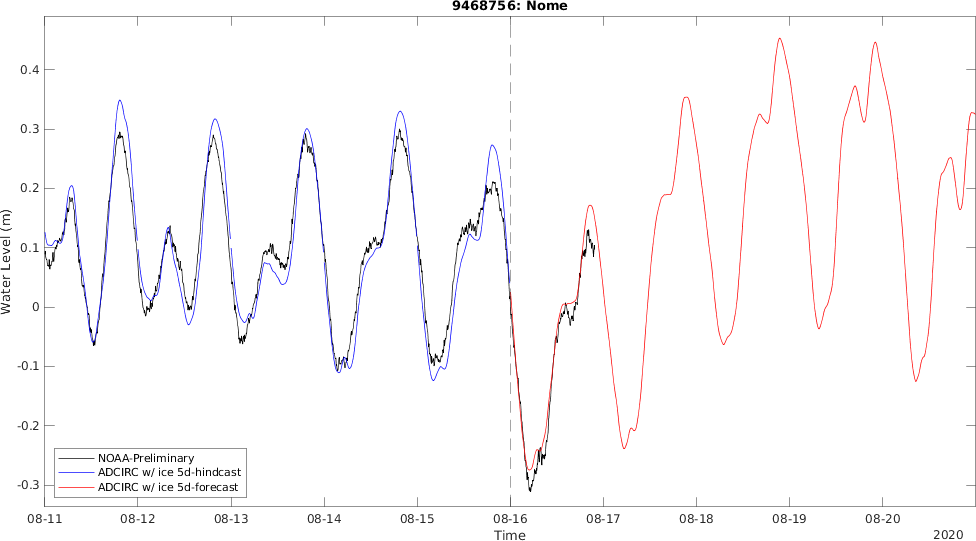 9468756: Nome
Water Level (m)
0.4
0.3
0.2
0.1
0
-0.1
-0.2
-0.3
NOAA-Preliminary
ADCIRC w/ ice 5d-hindcast
ADCIRC w/ ice 5d-forecast
08-11 08-12 08-13 08-14 08-15 08-16 08-17 08-18 08-19 08-20
Time
2020